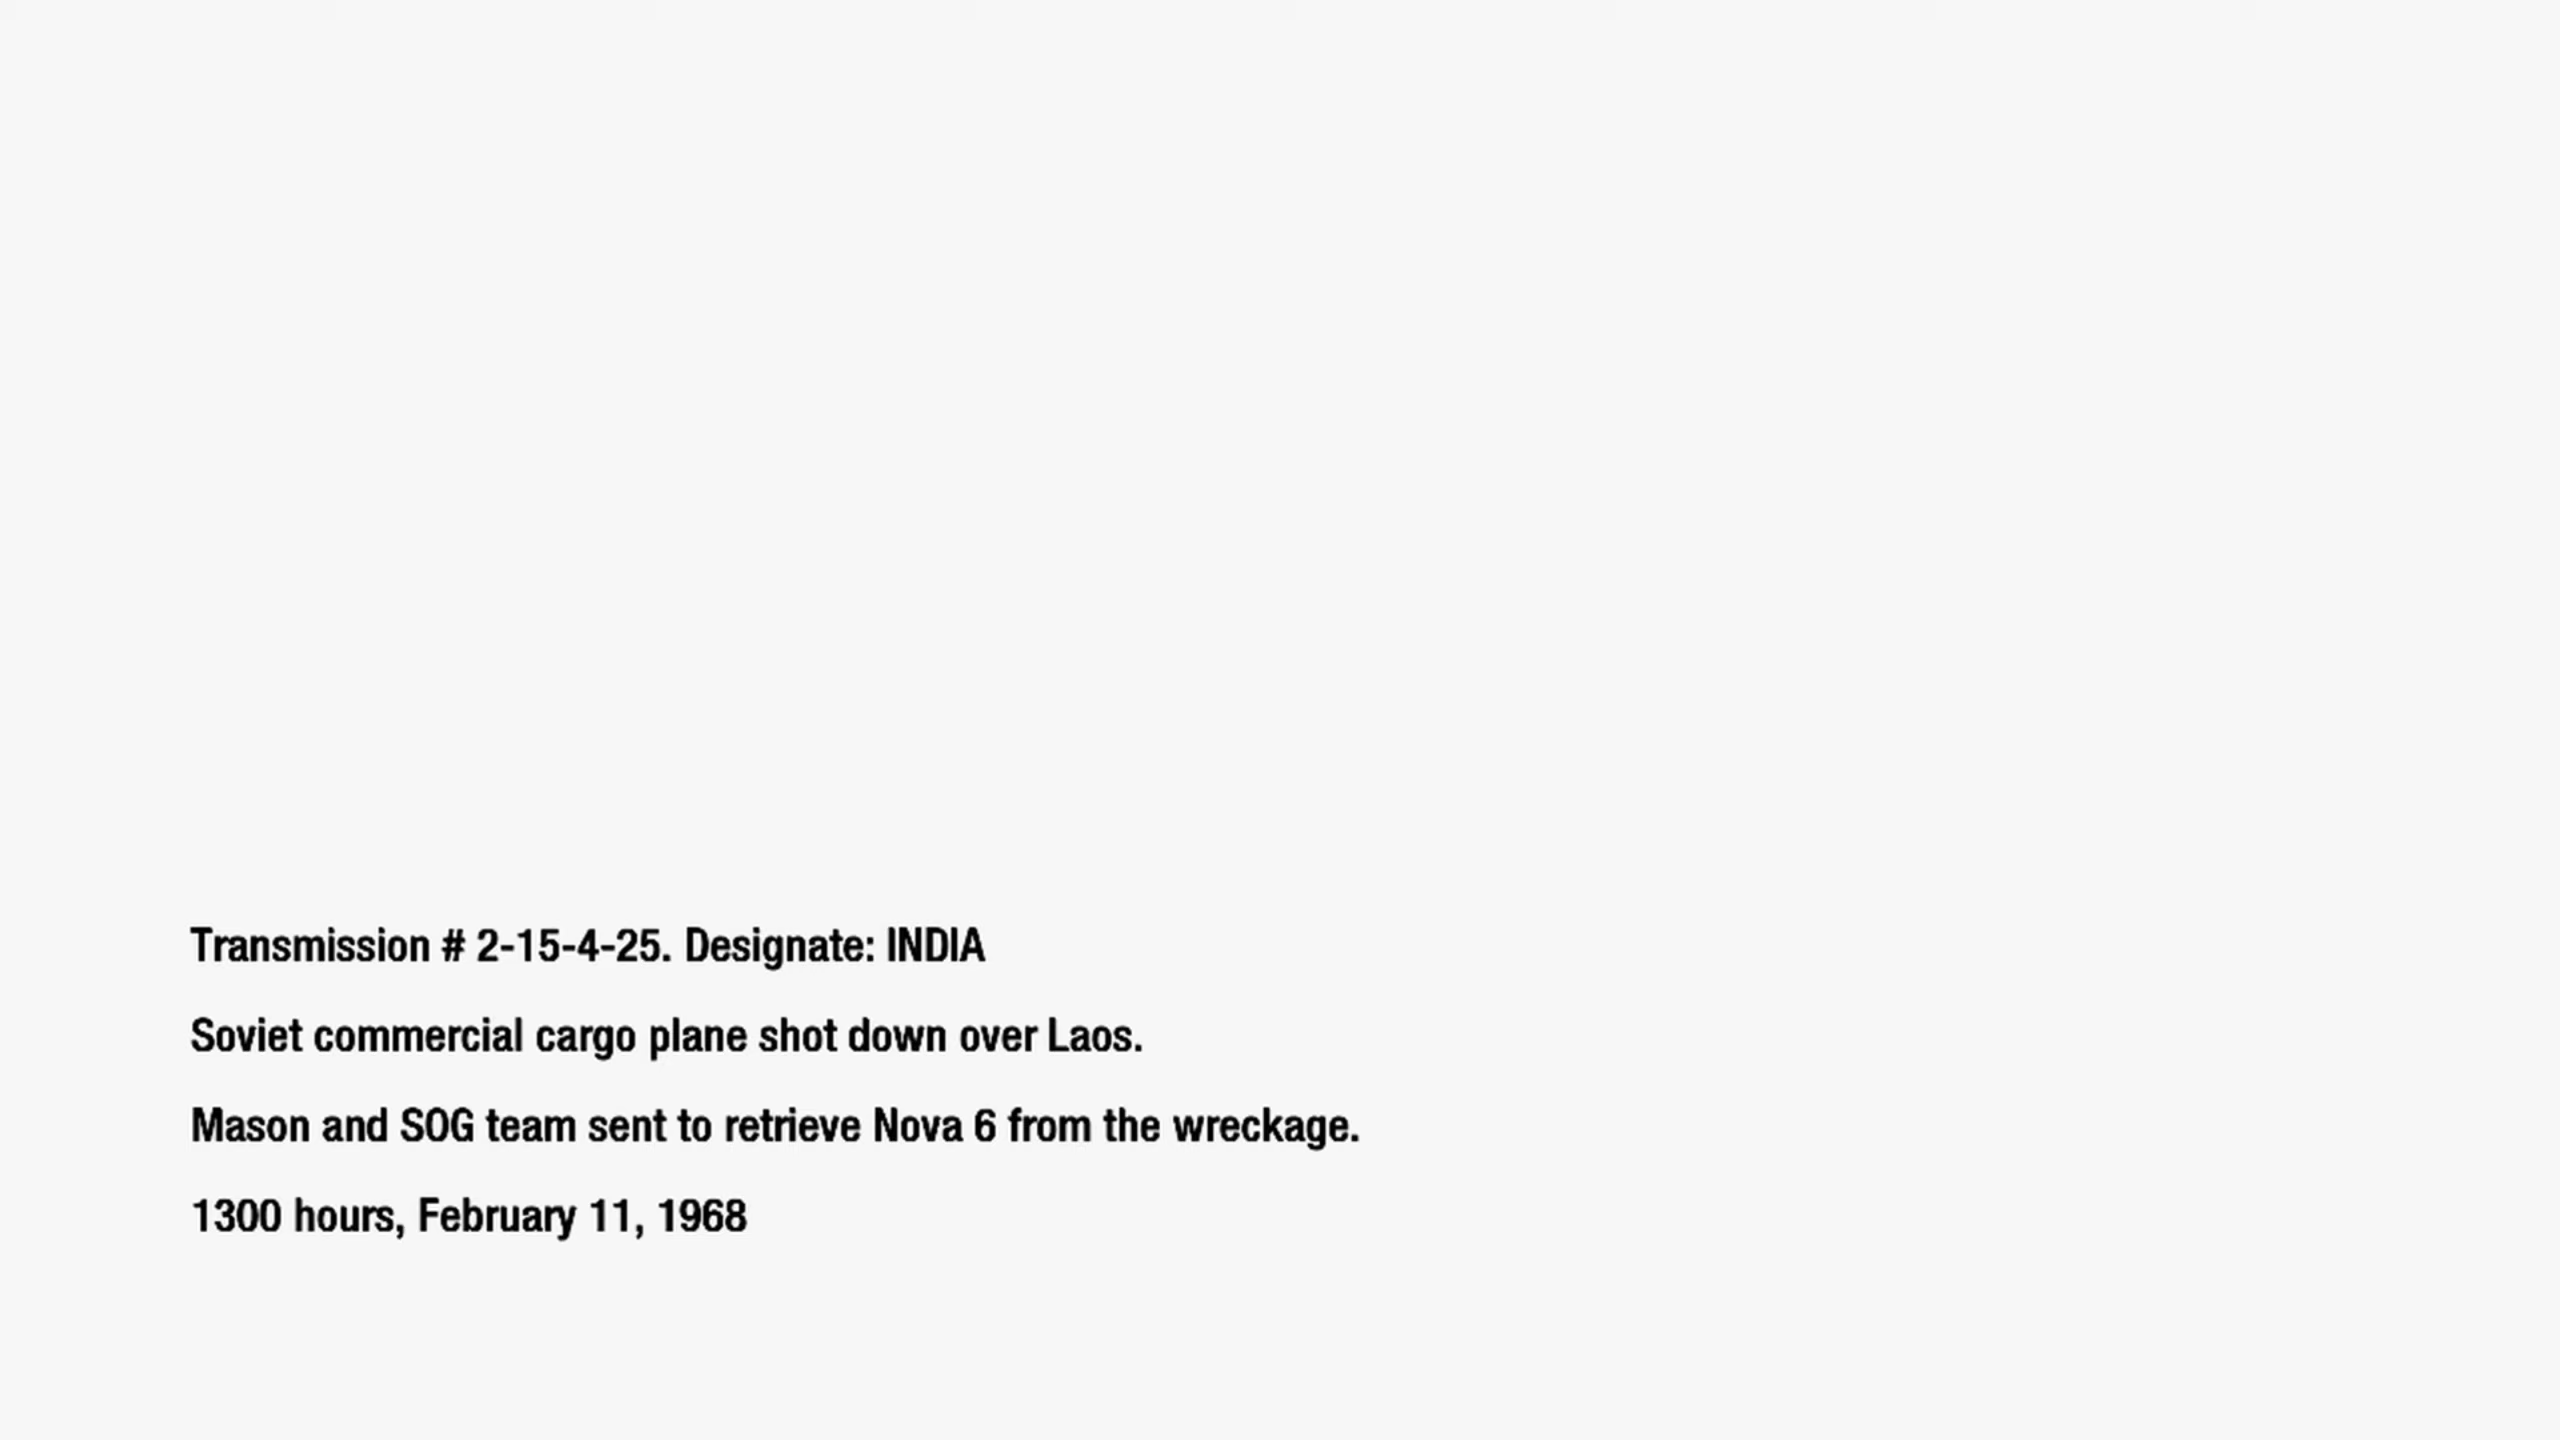 Transmission # 2-15-4-25. Designate: INDIA
Soviet commercial cargo plane shot down over Laos.
Mason and SOG team sent to retrieve Nova 6 from the wreckage.
1300 hours, February 11, 1968